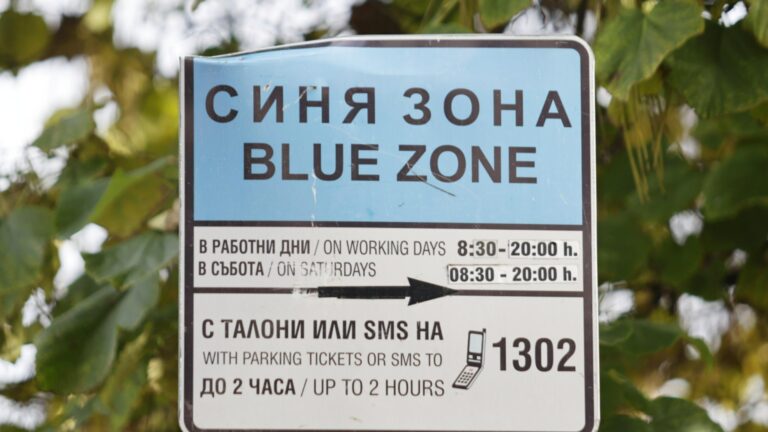 СИНЯ ЗОНА
BLUE ZONE
В РАБОТНИ ДНИ / ON WORKING DAYS 8:30- 20:00 h.
В СЪБОТА / ON SATURDAYS 08:30 - 20:00 h.
С ТАЛОНИ ИЛИ SMS НА
WITH PARKING TICKETS OR SMS TO
1302
ДО 2 ЧАСА / UP TO 2 HOURS